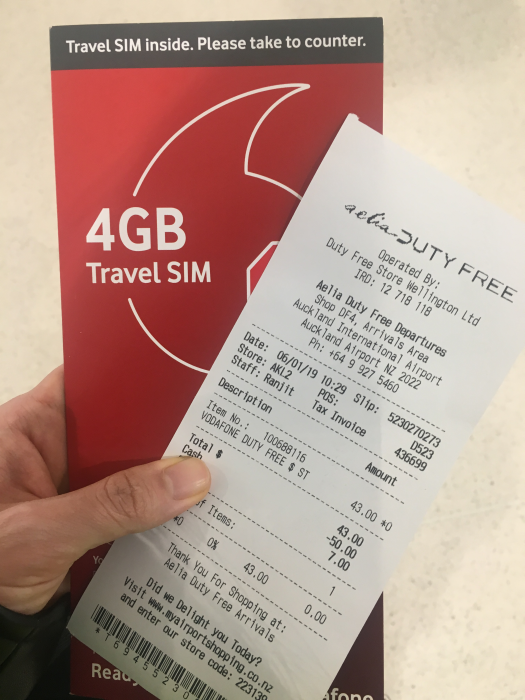 Travel SIM inside. Please take to counter.
4GB
Travel SIM
aelia DUTY FREE
Operated By:
Duty Free Store Wellington Ltd
IRD: 12 718 118
Aelia Duty Free Departures
Shop DF4, Arrivals Area
Auckland International Airport
Auckland Airport NZ 2022
Ph: +64 9 927 5460
Date: 06/01/19 10:29 Slip: 5230270273
Store: AKL2 POS: D523
Staff: Ranjit Tax Invoice 436699
Description Amount
Item No.: 100688116
VODAFONE DUTY FREE $ ST 43.00 *0
Total $ 43.00
Cash -50.00
7.00
Items: 1
*0 0% 43.00 0.00
Thank You For Shopping at:
Aelia Duty Free Arrivals
Did we Delight you Today?
Visit www.myairportshopping.co.nz
and enter our store code: